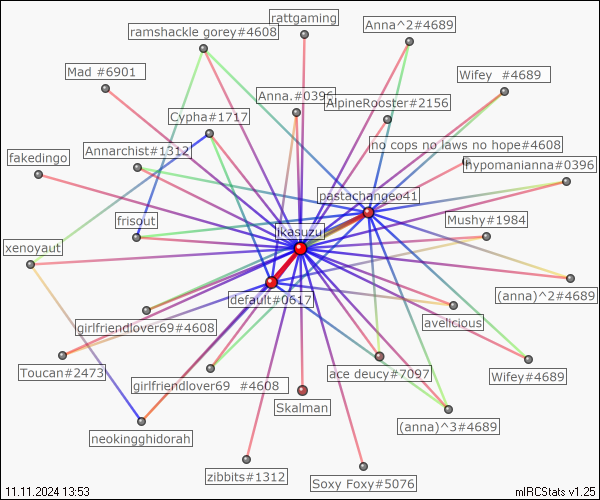 rattgaming
Anna^2#4689
ramshackle gorey#4608
Mad #6901
Wifey  #4689
Anna.#0396
AlpineRooster#2156
Cypha#1717
no cops no laws no hope#4608
Annarchist#1312
fakedingo
hypomanianna#0396
pastachangeo41
frisout
Mushy#1984
jkasuzu
xenoyaut
default#0617
(anna)^2#4689
girlfriendlover69#4608
avelicious
Toucan#2473
ace deucy#7097
Wifey#4689
girlfriendlover69  #4608
Skalman
(anna)^3#4689
neokingghidorah
zibbits#1312
Soxy Foxy#5076
11.11.2024 13:53
mIRCStats v1.25